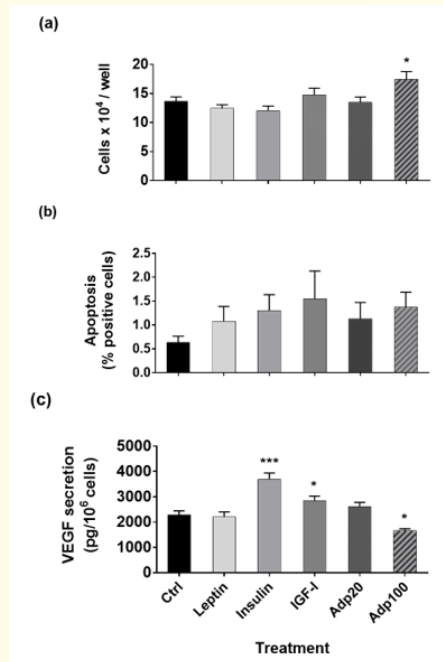 (a)
Cells x 10⁴ / well
20
15
10
5
0
*
(b)
Apoptosis
(% positive cells)
2.5
2.0
1.5
1.0
0.5
0.0
(c)
VEGF secretion
(pg/10⁶ cells)
5000
4000
3000
2000
1000
0
***
*
*
Ctrl
Leptin
Insulin
IGF-I
Adp20
Adp100
Treatment